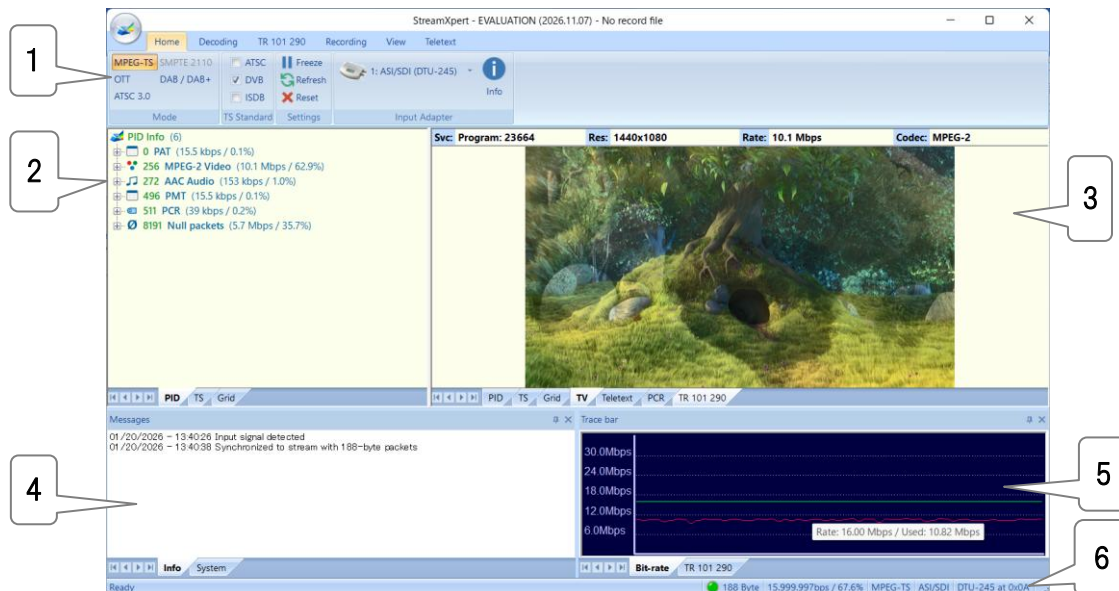 StreamXpert - EVALUATION (2026.11.07) - No record file
Home Decoding TR 101 290 Recording View Teletext
1
MPEG-TS SMPTE 2110
OTT DAB / DAB+
ATSC 3.0
Mode
ATSC
DVB
ISDB
TS Standard
Freeze
Refresh
Reset
Settings
1: ASI/SDI (DTU-245)
Info
Input Adapter
2
PID Info (6)
0 PAT (15.5 kbps / 0.1%)
256 MPEG-2 Video (10.1 Mbps / 62.9%)
272 AAC Audio (153 kbps / 1.0%)
496 PMT (15.5 kbps / 0.1%)
511 PCR (39 kbps / 0.2%)
8191 Null packets (5.7 Mbps / 35.7%)
PID TS Grid
Svc: Program: 23664 Res: 1440x1080 Rate: 10.1 Mbps Codec: MPEG-2
3
PID TS Grid TV Teletext PCR TR 101 290
Messages
01/20/2026 - 13:40:26 Input signal detected
01/20/2026 - 13:40:38 Synchronized to stream with 188-byte packets
4
Info System
Trace bar
30.0Mbps
24.0Mbps
18.0Mbps
12.0Mbps
6.0Mbps
Rate: 16.00 Mbps / Used: 10.82 Mbps
5
Bit-rate TR 101 290
6
Ready
188 Byte 15.999.997bps / 67.6% MPEG-TS ASI/SDI DTU-245 at 0x0A